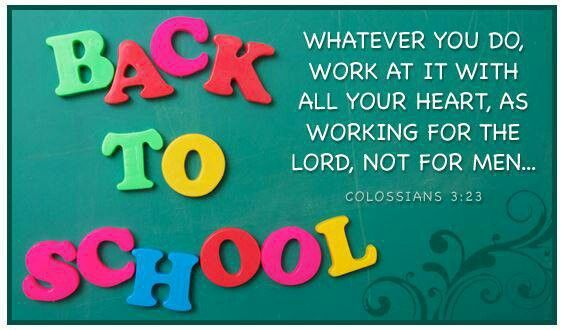 BACK
TO
SCHOOL
WHATEVER YOU DO,
WORK AT IT WITH
ALL YOUR HEART, AS
WORKING FOR THE
LORD, NOT FOR MEN...
COLOSSIANS 3:23